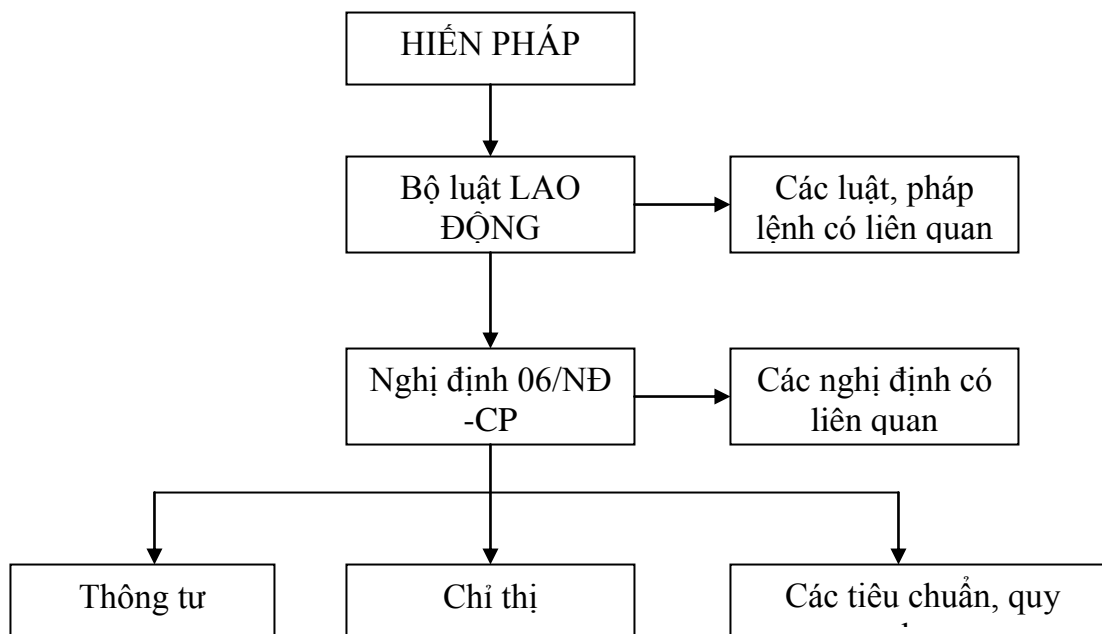 HIẾN PHÁP
Bộ luật LAO
ĐỘNG
Các luật, pháp
lệnh có liên quan
Nghị định 06/NĐ
-CP
Các nghị định có
liên quan
Thông tư
Chỉ thị
Các tiêu chuẩn, quy